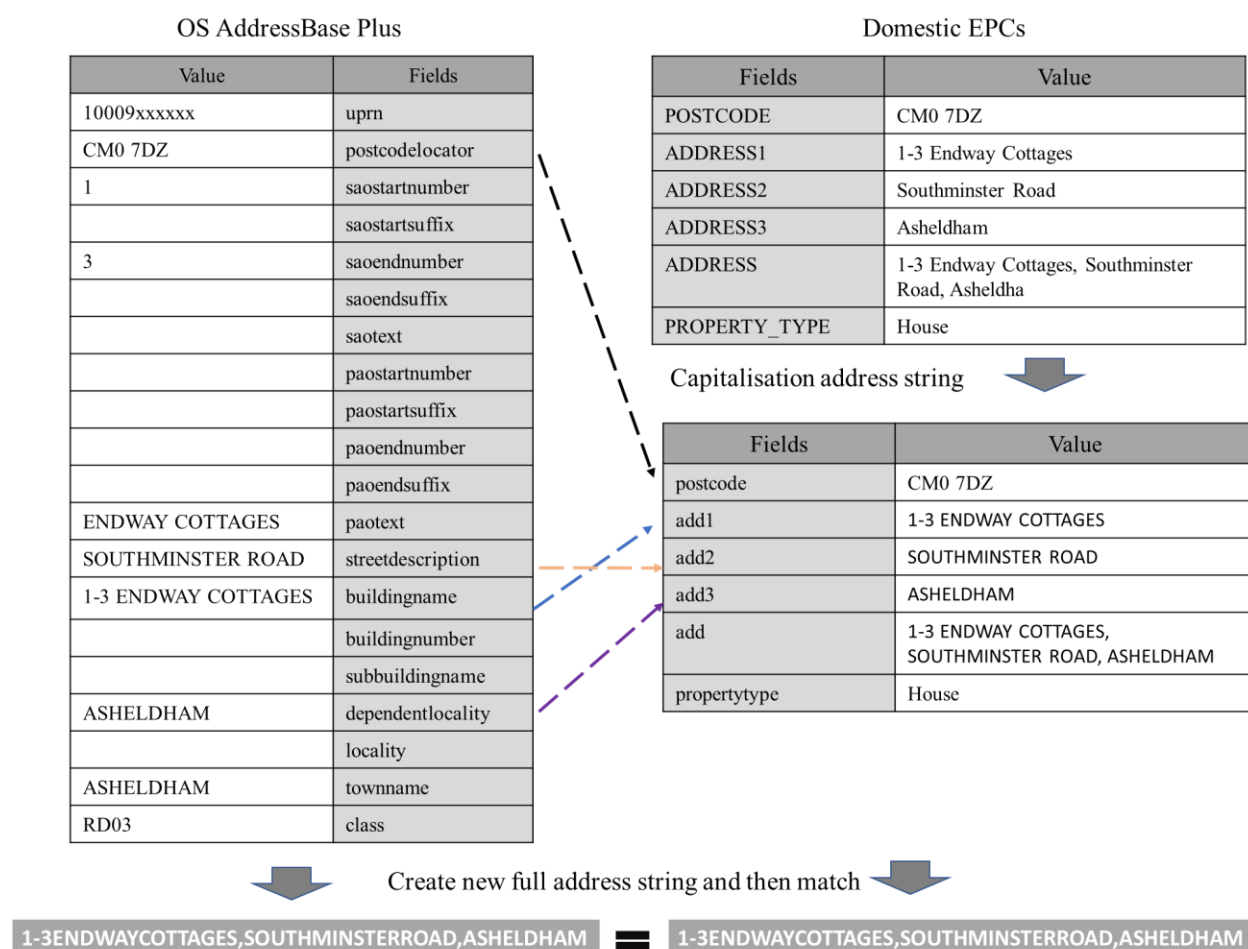 OS AddressBase Plus
Value Fields
10009xxxxxx uprn
CM0 7DZ postcodelocator
1 saostartnumber
saostartsuffix
3 saoendnumber
saoendsuffix
saotext
paostartnumber
paostartsuffix
paoendnumber
paoendsuffix
ENDWAY COTTAGES paotext
SOUTHMINSTER ROAD streetdescription
1-3 ENDWAY COTTAGES buildingname
buildingnumber
subbuildingname
ASHELDHAM dependentlocality
locality
ASHELDHAM townname
RD03 class
Domestic EPCs
Fields Value
POSTCODE CM0 7DZ
ADDRESS1 1-3 Endway Cottages
ADDRESS2 Southminster Road
ADDRESS3 Asheldham
ADDRESS 1-3 Endway Cottages, Southminster
Road, Asheldha
PROPERTY_TYPE House
Capitalisation address string
Fields Value
postcode CM0 7DZ
add1 1-3 ENDWAY COTTAGES
add2 SOUTHMINSTER ROAD
add3 ASHELDHAM
add 1-3 ENDWAY COTTAGES,
SOUTHMINSTER ROAD, ASHELDHAM
propertytype House
Create new full address string and then match
1-3ENDWAYCOTTAGES,SOUTHMINSTERROAD,ASHELDHAM = 1-3ENDWAYCOTTAGES,SOUTHMINSTERROAD,ASHELDHAM